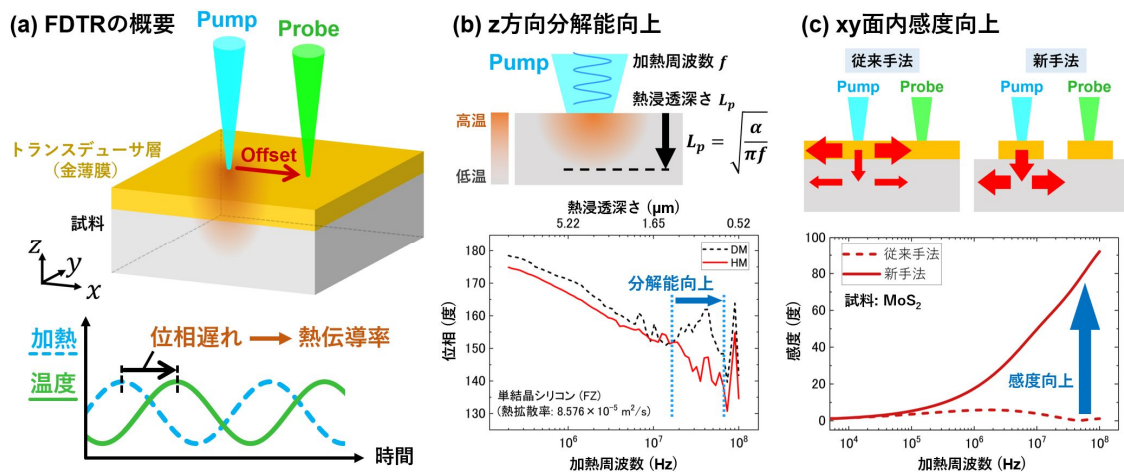 (a) FDTRの概要
Pump
Probe
Offset
トランスデューサ層
(金薄膜)
試料
z
y
x
加熱
位相遅れ
熱伝導率
温度
時間
(b) z方向分解能向上
Pump
加熱周波数 f
熱浸透深さ Lp
高温
低温
Lp = √(α/πf)
熱浸透深さ (μm)
5.22 1.65 0.52
200
190
180
170
160
150
140
130
位相 (度)
DM
HM
分解能向上
単結晶シリコン (FZ)
(熱拡散率: 8.576×10⁻⁵ m²/s)
10⁶ 10⁷ 10⁸
加熱周波数 (Hz)
(c) xy面内感度向上
従来手法 新手法
Pump Probe Pump Probe
100
80
60
40
20
0
感度 (度)
従来手法
新手法
試料: MoS₂
感度向上
10⁴ 10⁵ 10⁶ 10⁷ 10⁸
加熱周波数 (Hz)